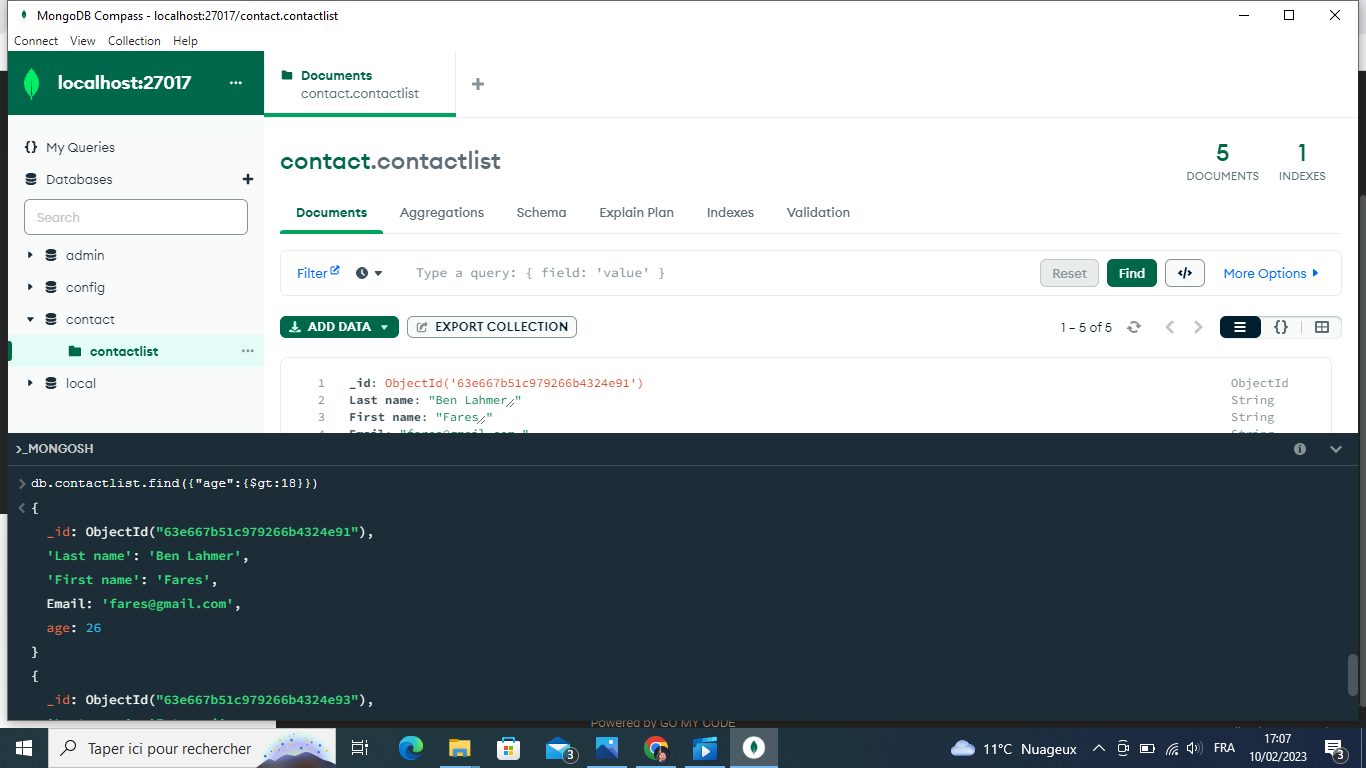 MongoDB Compass - localhost:27017/contact.contactlist
Connect View Collection Help
localhost:27017 ...
Documents
contact.contactlist
+
{} My Queries
Databases +
Search
admin
config
contact
contactlist ...
local
contact.contactlist
5
DOCUMENTS
1
INDEXES
Documents Aggregations Schema Explain Plan Indexes Validation
Filter Type a query: { field: 'value' } Reset Find </> More Options
ADD DATA EXPORT COLLECTION 1 – 5 of 5 {}
1 _id: ObjectId('63e667b51c979266b4324e91') ObjectId
2 Last name: "Ben Lahmer" String
3 First name: "Fares" String
4 Email: "fares@gmail.com " String
>_MONGOSH
> db.contactlist.find({"age":{$gt:18}})
< {
_id: ObjectId("63e667b51c979266b4324e91"),
'Last name': 'Ben Lahmer',
'First name': 'Fares',
Email: 'fares@gmail.com',
age: 26
}
{
_id: ObjectId("63e667b51c979266b4324e93"),
Powered by GO MY CODE
Taper ici pour rechercher 3 11°C Nuageux FRA 17:07 10/02/2023 3